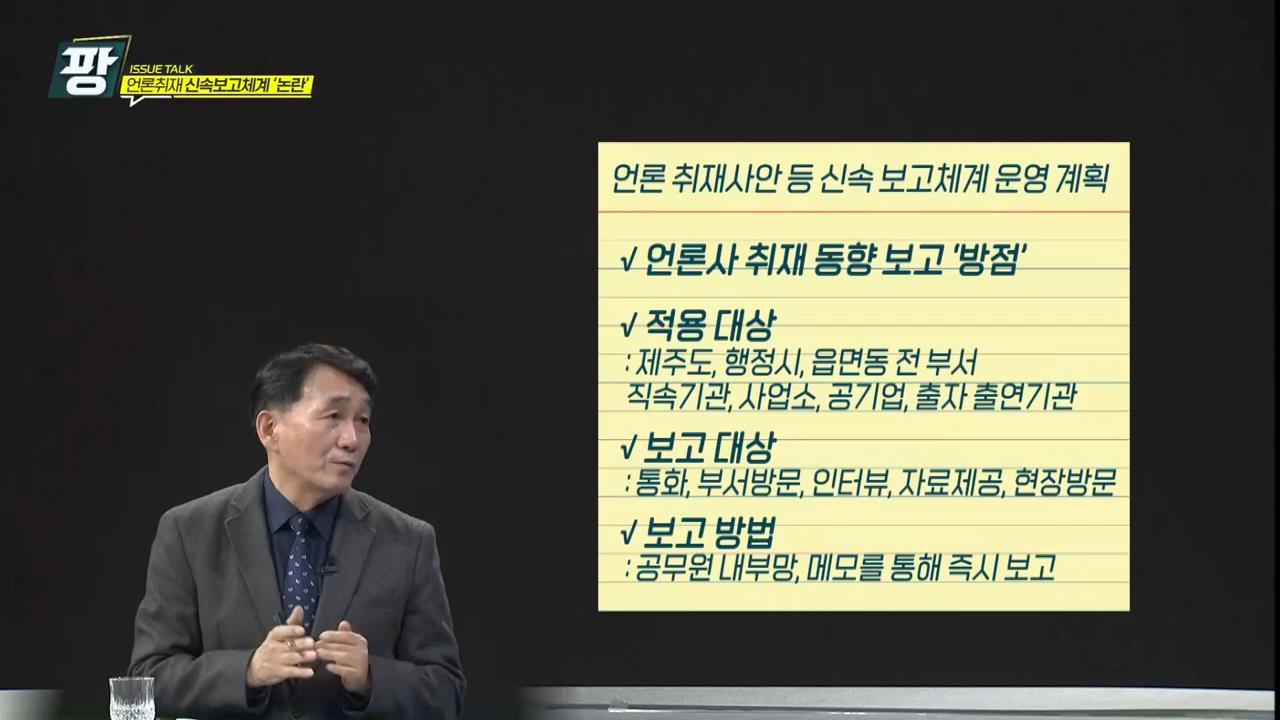 팡
ISSUE TALK
언론취재 신속보고체계 '논란'
언론 취재사안 등 신속 보고체계 운영 계획
√ 언론사 취재 동향 보고 '방점'
√ 적용 대상
: 제주도, 행정시, 읍면동 전 부서
직속기관, 사업소, 공기업, 출자 출연기관
√ 보고 대상
: 통화, 부서방문, 인터뷰, 자료제공, 현장방문
√ 보고 방법
: 공무원 내부망, 메모를 통해 즉시 보고